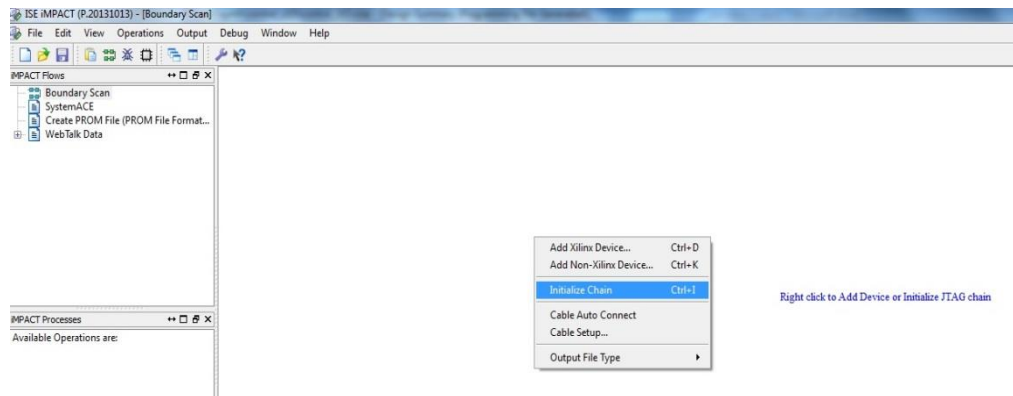 ISE iMPACT (P.20131013) - [Boundary Scan]
File Edit View Operations Output Debug Window Help
iMPACT Flows
Boundary Scan
SystemACE
Create PROM File (PROM File Format...
WebTalk Data
Add Xilinx Device... Ctrl+D
Add Non-Xilinx Device... Ctrl+K
Initialize Chain Ctrl+I
Right click to Add Device or Initialize JTAG chain
Cable Auto Connect
Cable Setup...
Output File Type
iMPACT Processes
Available Operations are: